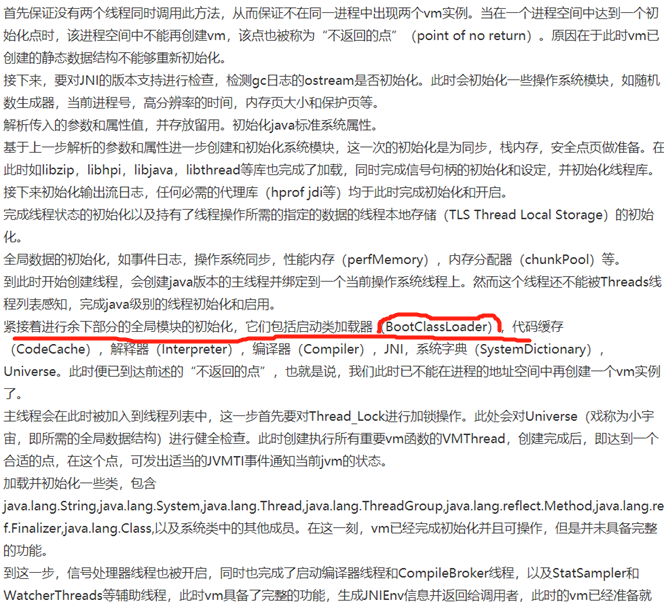 首先保证没有两个线程同时调用此方法，从而保证不在同一进程中出现两个vm实例。当在一个进程空间中达到一个初
始化点时，该进程空间中不能再创建vm，该点也被称为“不返回的点”（point of no return）。原因在于此时vm已
创建的静态数据结构不能够重新初始化。
接下来，要对JNI的版本支持进行检查，检测gc日志的ostream是否初始化。此时会初始化一些操作系统模块，如随机
数生成器，当前进程号，高分辨率的时间，内存页大小和保护页等。
解析传入的参数和属性值，并存放留用。初始化java标准系统属性。
基于上一步解析的参数和属性进一步创建和初始化系统模块，这一次的初始化是为同步，栈内存，安全点页做准备。在
此时如libzip，libhpi，libjava，libthread等库也完成了加载，同时完成信号句柄的初始化和设定，并初始化线程库。
接下来初始化输出流日志，任何必需的代理库（hprof jdi等）均于此时完成初始化和开启。
完成线程状态的初始化以及持有了线程操作所需的指定的数据的线程本地存储（TLS Thread Local Storage）的初始
化。
全局数据的初始化，如事件日志，操作系统同步，性能内存（perfMemory），内存分配器（chunkPool）等。
到此时开始创建线程，会创建java版本的主线程并绑定到一个当前操作系统线程上。然而这个线程还不能被Threads线
程列表感知，完成java级别的线程初始化和启用。
紧接着进行余下部分的全局模块的初始化，它们包括启动类加载器（BootClassLoader），代码缓存
（CodeCache），解释器（Interpreter），编译器（Compiler），JNI，系统字典（SystemDictionary），
Universe。此时便已到达前述的“不返回的点”，也就是说，我们此时已不能在进程的地址空间中再创建一个vm实例
了。
主线程会在此时被加入到线程列表中，这一步首先要对Thread_Lock进行加锁操作。此处会对Universe（戏称为小宇
宙，即所需的全局数据结构）进行健全检查。此时创建执行所有重要vm函数的VMThread，创建完成后，即达到一个
合适的点，在这个点，可发出适当的JVMTI事件通知当前jvm的状态。
加载并初始化一些类，包含
java.lang.String,java.lang.System,java.lang.Thread,java.lang.ThreadGroup,java.lang.reflect.Method,java.lang.re
f.Finalizer,java.lang.Class,以及系统类中的其他成员。在这一刻，vm已经完成初始化并且可操作，但是并未具备完整
的功能。
到这一步，信号处理器线程也被开启，同时也完成了启动编译器线程和CompileBroker线程，以及StatSampler和
WatcherThreads等辅助线程，此时vm具备了完整的功能，生成JNIEnv信息并返回给调用者，此时的vm已经准备就